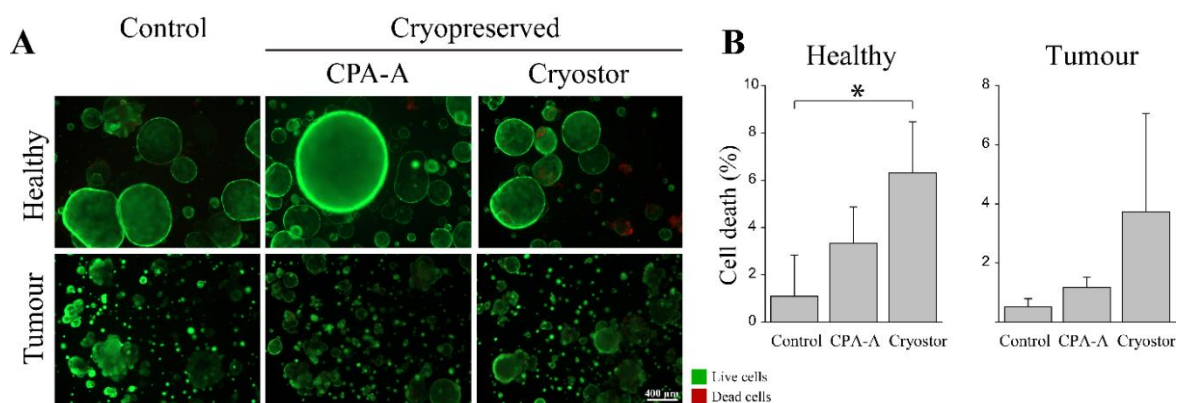 A
Control
Cryopreserved
CPA-A
Cryostor
Healthy
Tumour
400 μm
Live cells
Dead cells
B
Healthy
Cell death (%)
10
8
6
4
2
0
*
Control
CPA-A
Cryostor
Tumour
8
6
4
2
Control
CPA-A
Cryostor